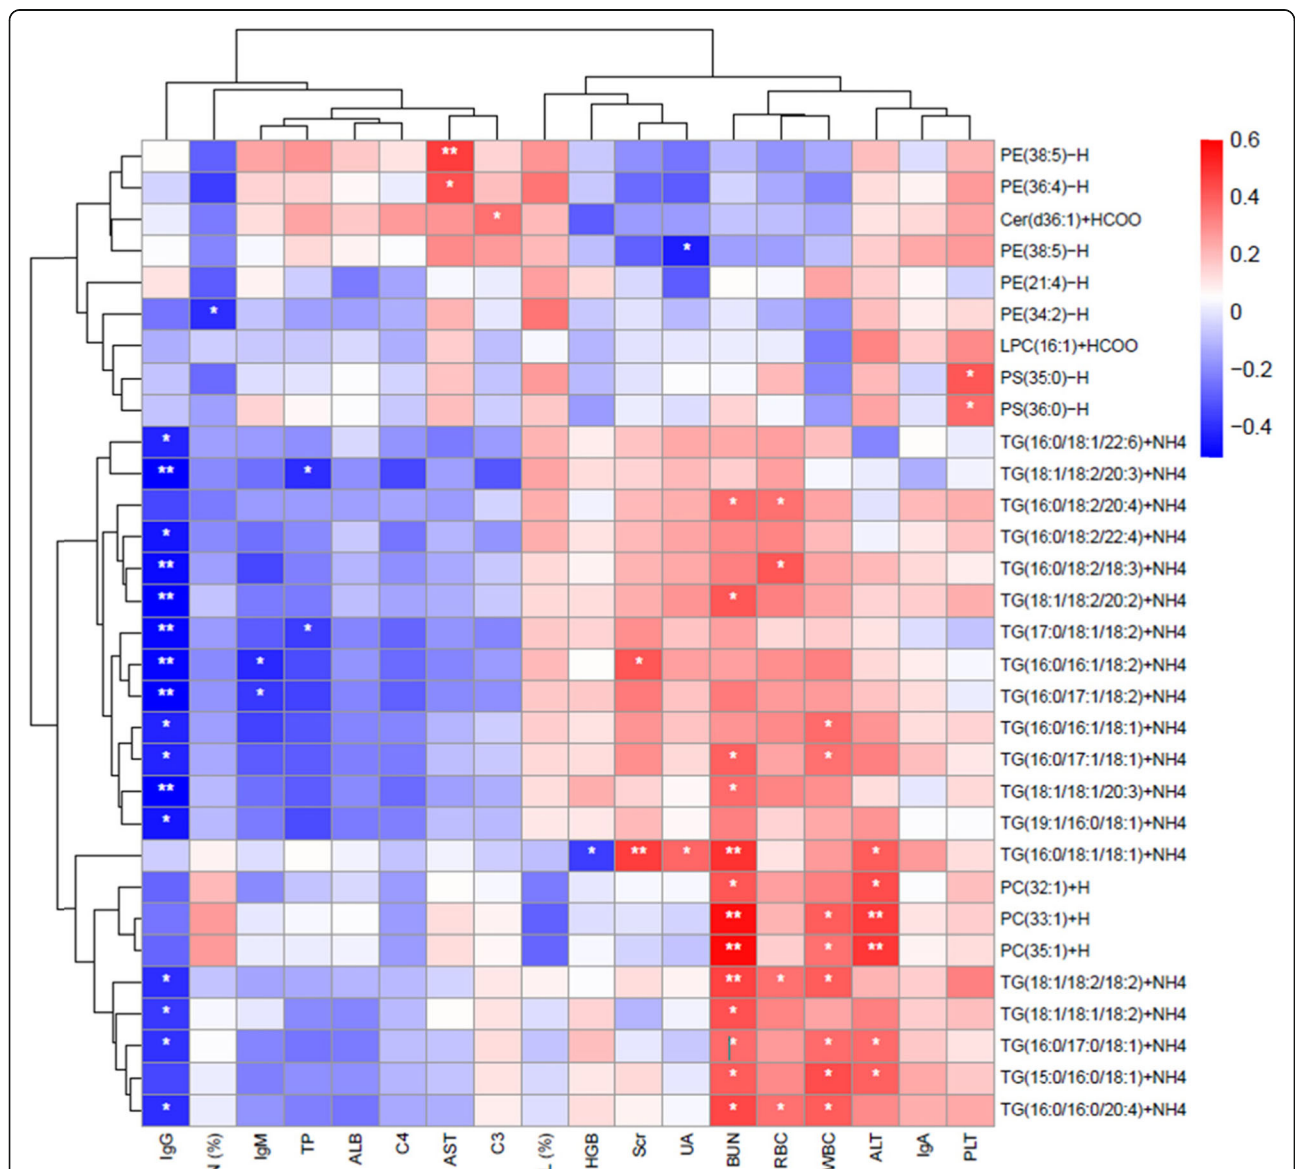 0.6
0.4
0.2
0
−0.2
−0.4
** PE(38:5)−H
* PE(36:4)−H
* Cer(d36:1)+HCOO
* PE(38:5)−H
PE(21:4)−H
* PE(34:2)−H
LPC(16:1)+HCOO
* PS(35:0)−H
* PS(36:0)−H
* TG(16:0/18:1/22:6)+NH4
** * TG(18:1/18:2/20:3)+NH4
* * TG(16:0/18:2/20:4)+NH4
* TG(16:0/18:2/22:4)+NH4
** * TG(16:0/18:2/18:3)+NH4
** * TG(18:1/18:2/20:2)+NH4
** * TG(17:0/18:1/18:2)+NH4
** * * TG(16:0/16:1/18:2)+NH4
** * TG(16:0/17:1/18:2)+NH4
* * TG(16:0/16:1/18:1)+NH4
* * * TG(16:0/17:1/18:1)+NH4
** * TG(18:1/18:1/20:3)+NH4
* TG(19:1/16:0/18:1)+NH4
* ** * ** * TG(16:0/18:1/18:1)+NH4
* * PC(32:1)+H
** * ** PC(33:1)+H
** * ** PC(35:1)+H
* ** * * TG(18:1/18:2/18:2)+NH4
* * TG(18:1/18:1/18:2)+NH4
* * * * TG(16:0/17:0/18:1)+NH4
* * * TG(15:0/16:0/18:1)+NH4
* * * * TG(16:0/16:0/20:4)+NH4
IgG N (%) IgM TP ALB C4 AST C3 L (%) HGB Scr UA BUN RBC WBC ALT IgA PLT